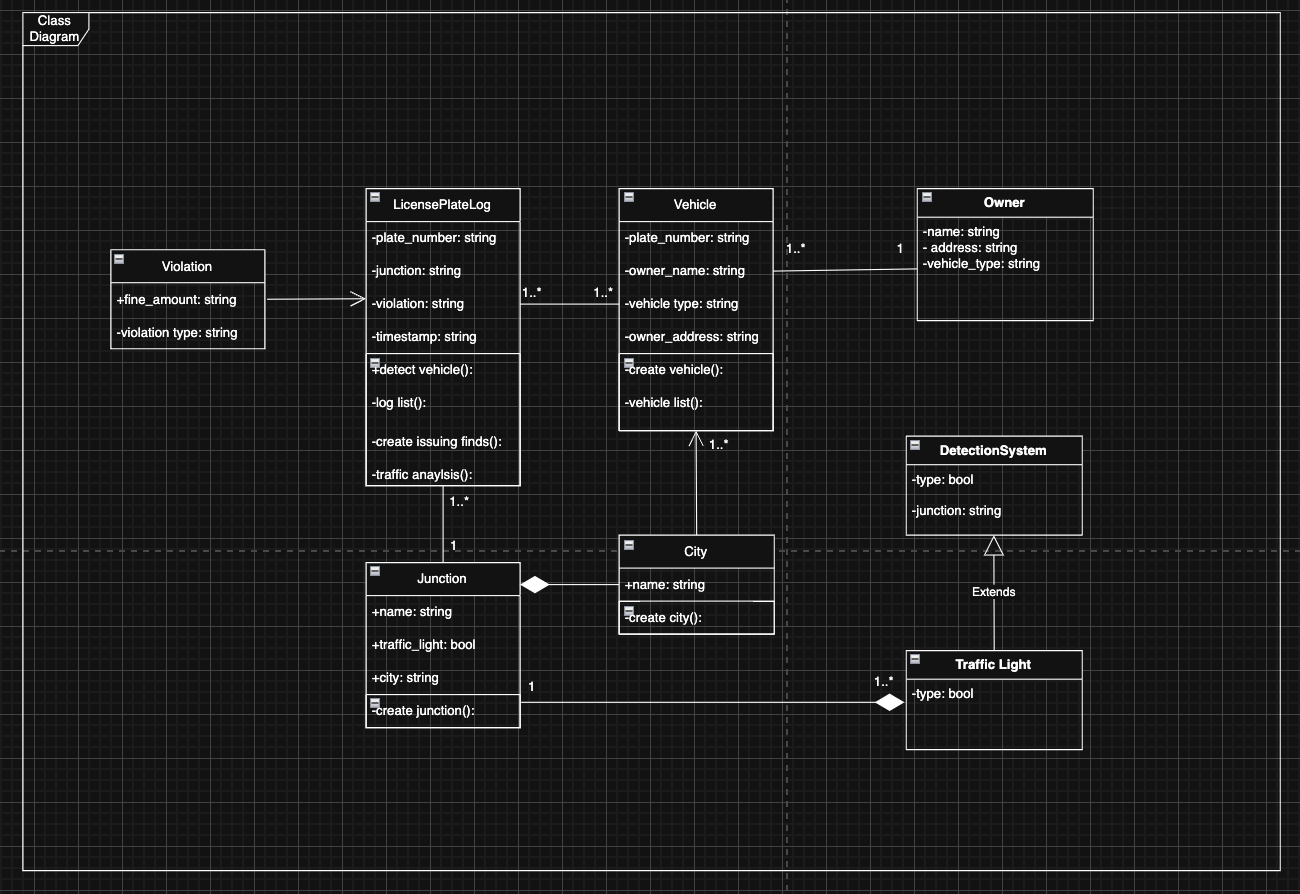 Class
Diagram
LicensePlateLog
-plate_number: string
-junction: string
-violation: string
-timestamp: string
+detect vehicle():
-log list():
-create issuing finds():
-traffic anaylsis():
Vehicle
-plate_number: string
-owner_name: string
-vehicle type: string
-owner_address: string
-create vehicle():
-vehicle list():
Owner
-name: string
- address: string
-vehicle_type: string
Violation
+fine_amount: string
-violation type: string
1..*
1
1..*
1..*
1..*
DetectionSystem
-type: bool
-junction: string
1..*
1
City
+name: string
-create city():
Junction
+name: string
+traffic_light: bool
+city: string
-create junction():
Extends
Traffic Light
-type: bool
1
1..*